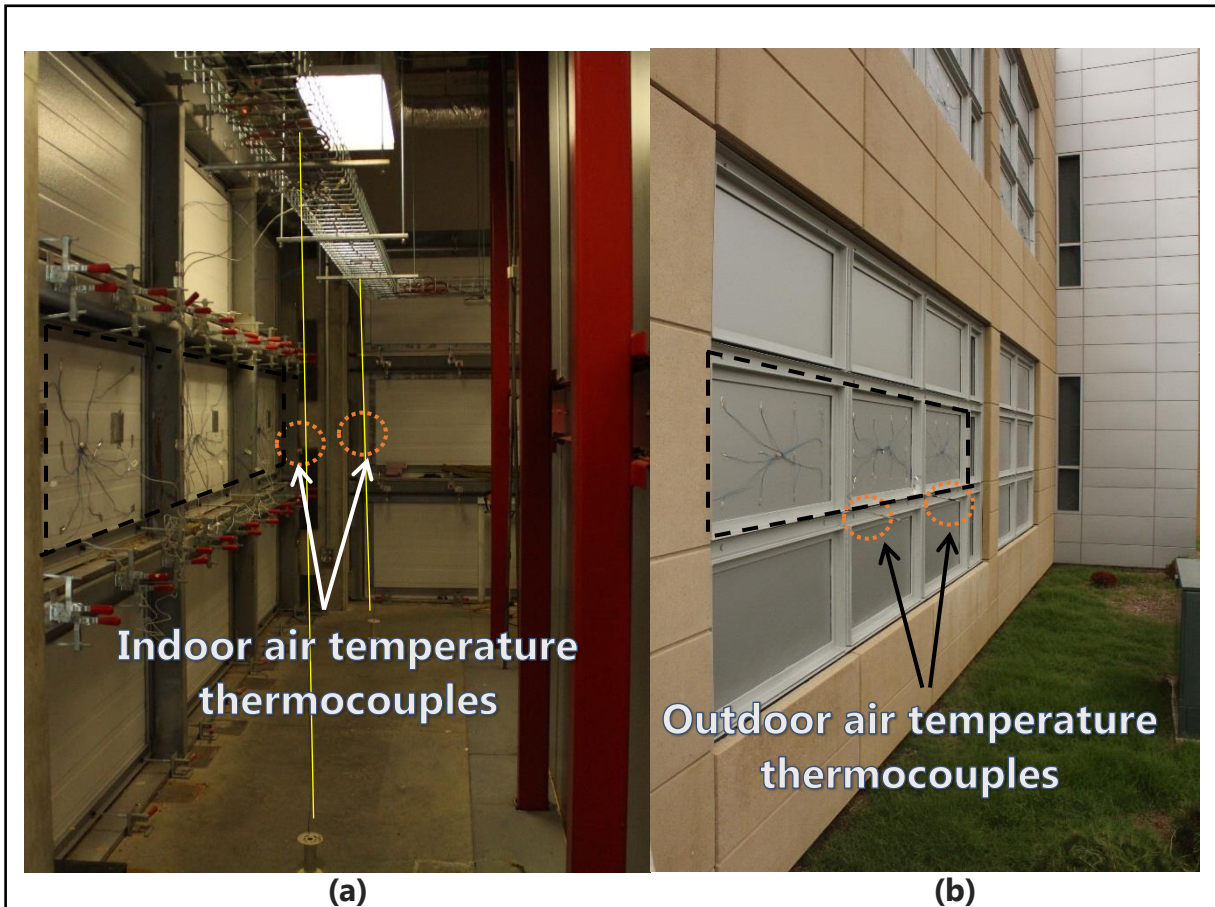 Indoor air temperature
thermocouples
Outdoor air temperature
thermocouples
(a)
(b)